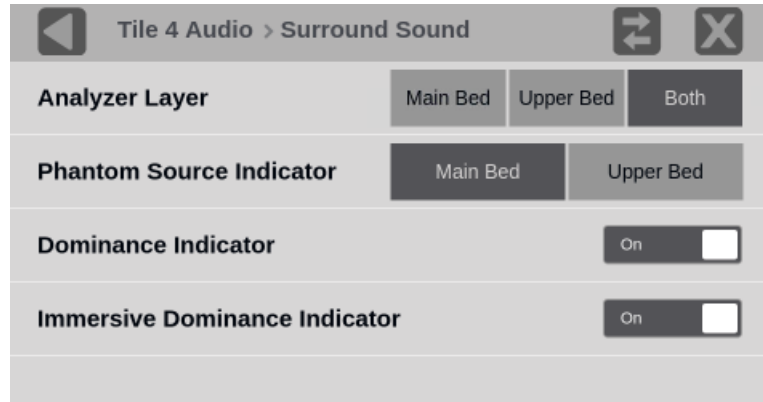 Tile 4 Audio > Surround Sound
Analyzer Layer Main Bed Upper Bed Both
Phantom Source Indicator Main Bed Upper Bed
Dominance Indicator On
Immersive Dominance Indicator On